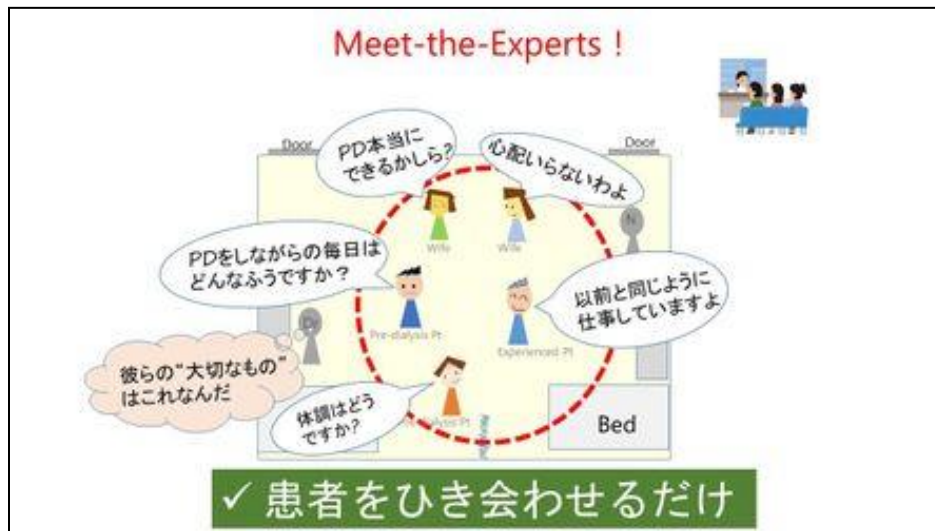 Meet-the-Experts !
Door
Door
PD本当に
できるかしら?
心配いらないわよ
N
Wife
Wife
PDをしながらの毎日は
どんなふうですか？
以前と同じように
仕事していますよ
Dr
Pre-dialysis Pt
Experienced Pt
彼らの“大切なもの”
はこれなんだ
体調はどう
ですか?
Bed
✓ 患者をひき会わせるだけ